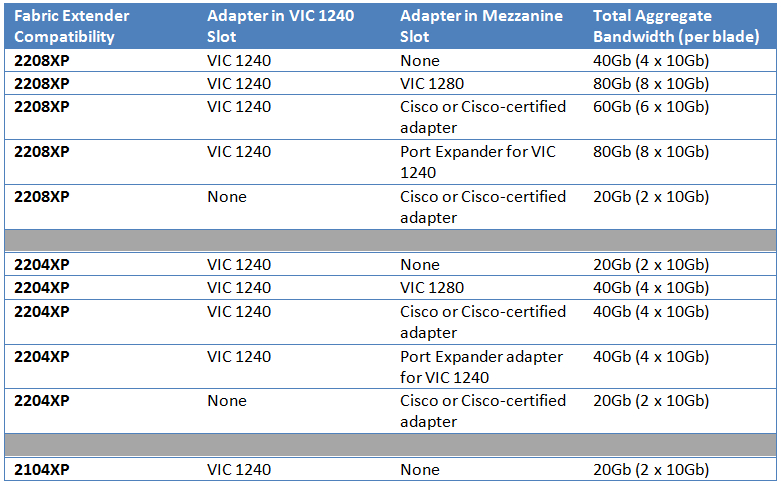 Fabric Extender Compatibility Adapter in VIC 1240 Slot Adapter in Mezzanine Slot Total Aggregate Bandwidth (per blade)
2208XP VIC 1240 None 40Gb (4 x 10Gb)
2208XP VIC 1240 VIC 1280 80Gb (8 x 10Gb)
2208XP VIC 1240 Cisco or Cisco-certified adapter 60Gb (6 x 10Gb)
2208XP VIC 1240 Port Expander for VIC 1240 80Gb (8 x 10Gb)
2208XP None Cisco or Cisco-certified adapter 20Gb (2 x 10Gb)
2204XP VIC 1240 None 20Gb (2 x 10Gb)
2204XP VIC 1240 VIC 1280 40Gb (4 x 10Gb)
2204XP VIC 1240 Cisco or Cisco-certified adapter 40Gb (4 x 10Gb)
2204XP VIC 1240 Port Expander adapter for VIC 1240 40Gb (4 x 10Gb)
2204XP None Cisco or Cisco-certified adapter 20Gb (2 x 10Gb)
2104XP VIC 1240 None 20Gb (2 x 10Gb)